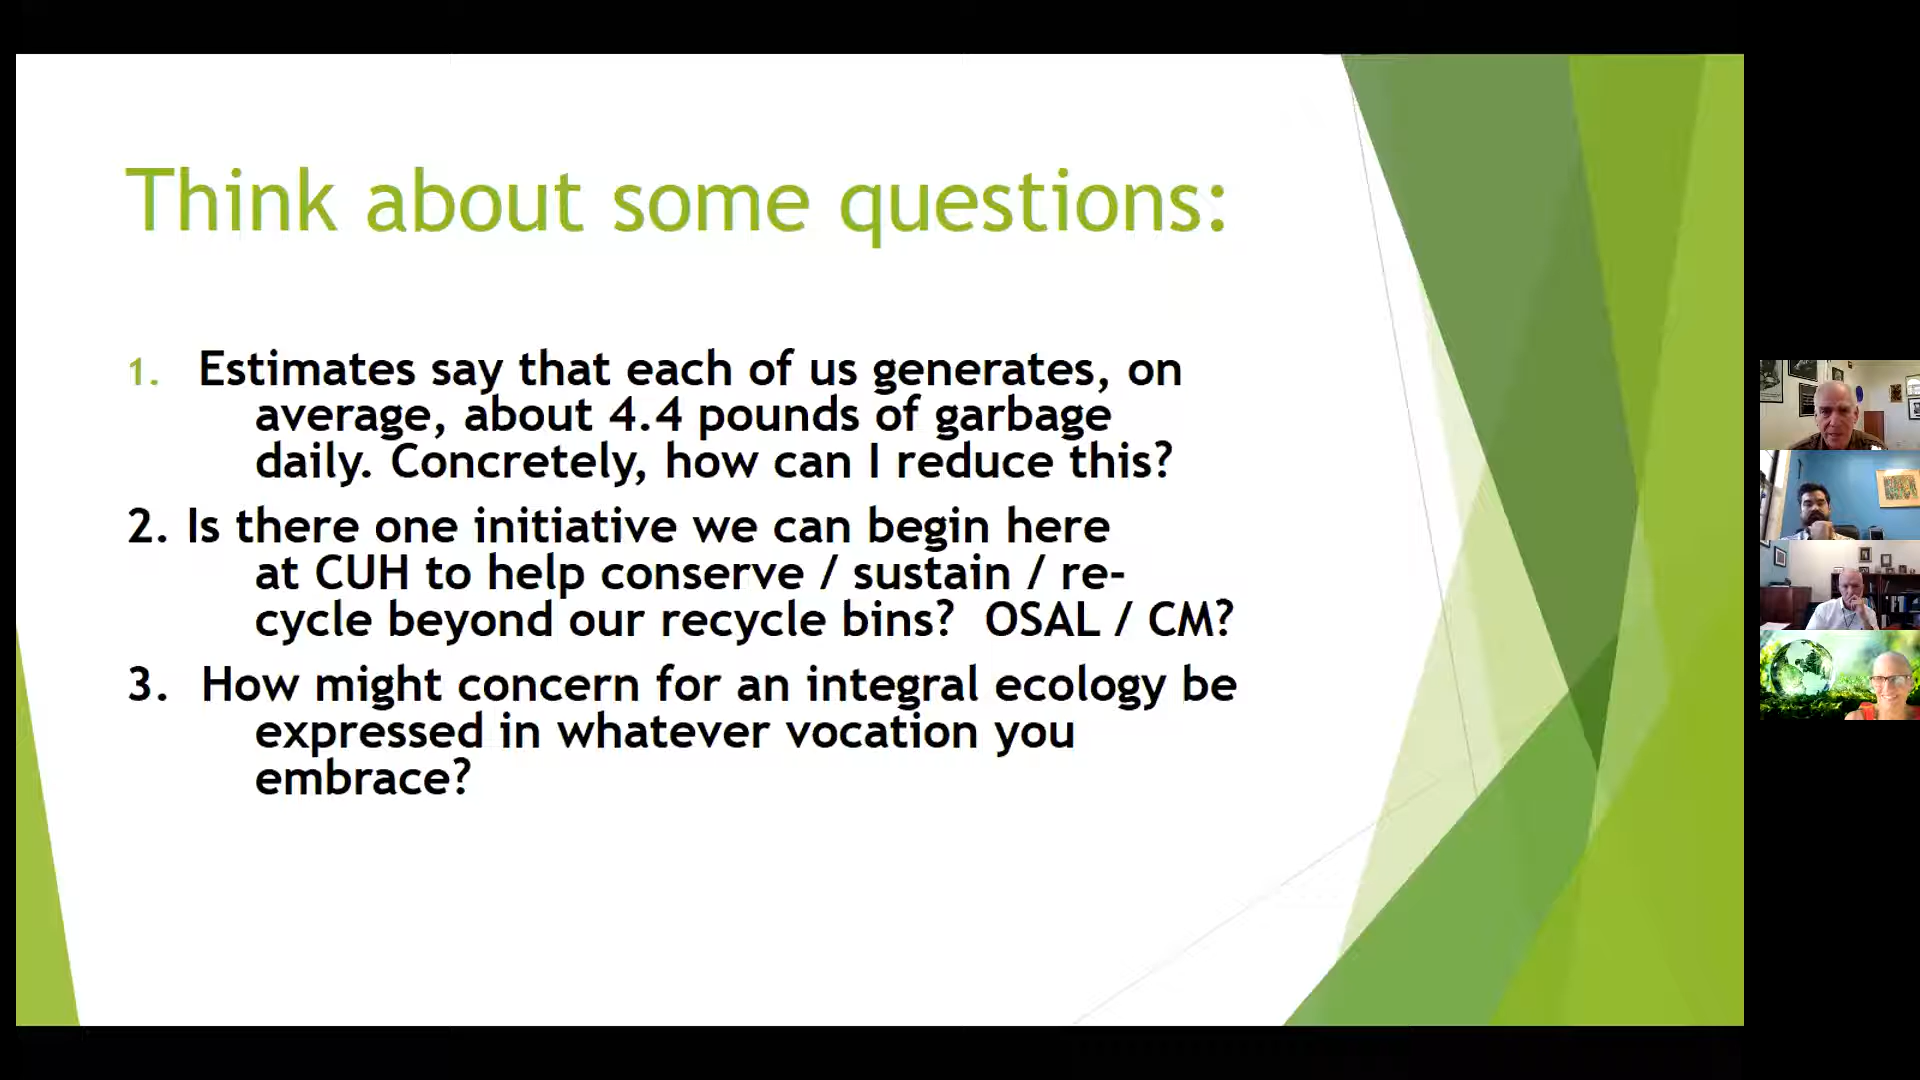 Think about some questions:
1. Estimates say that each of us generates, on
average, about 4.4 pounds of garbage
daily. Concretely, how can I reduce this?
2. Is there one initiative we can begin here
at CUH to help conserve / sustain / re-
cycle beyond our recycle bins? OSAL / CM?
3. How might concern for an integral ecology be
expressed in whatever vocation you
embrace?